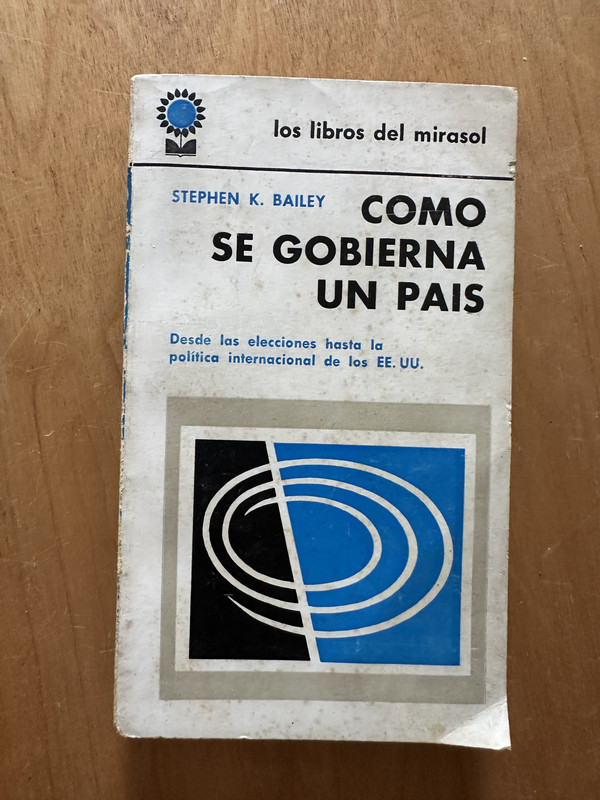 los libros del mirasol
STEPHEN K. BAILEY
COMO
SE GOBIERNA
UN PAIS
Desde las elecciones hasta la
política internacional de los EE. UU.